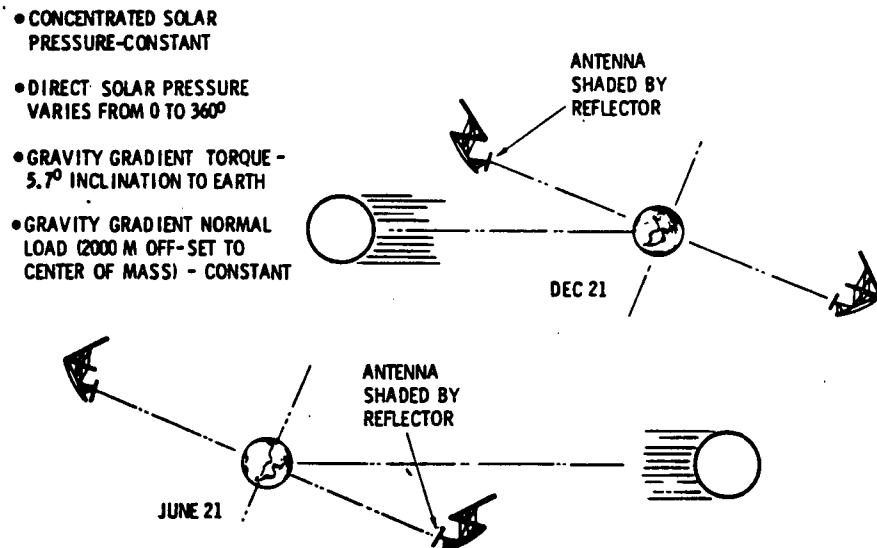 • CONCENTRATED SOLAR
PRESSURE-CONSTANT
• DIRECT SOLAR PRESSURE
VARIES FROM 0 TO 360⁰
• GRAVITY GRADIENT TORQUE -
5.7⁰ INCLINATION TO EARTH
• GRAVITY GRADIENT NORMAL
LOAD (2000 M OFF-SET TO
CENTER OF MASS) - CONSTANT
ANTENNA
SHADED BY
REFLECTOR
DEC 21
ANTENNA
SHADED BY
REFLECTOR
JUNE 21